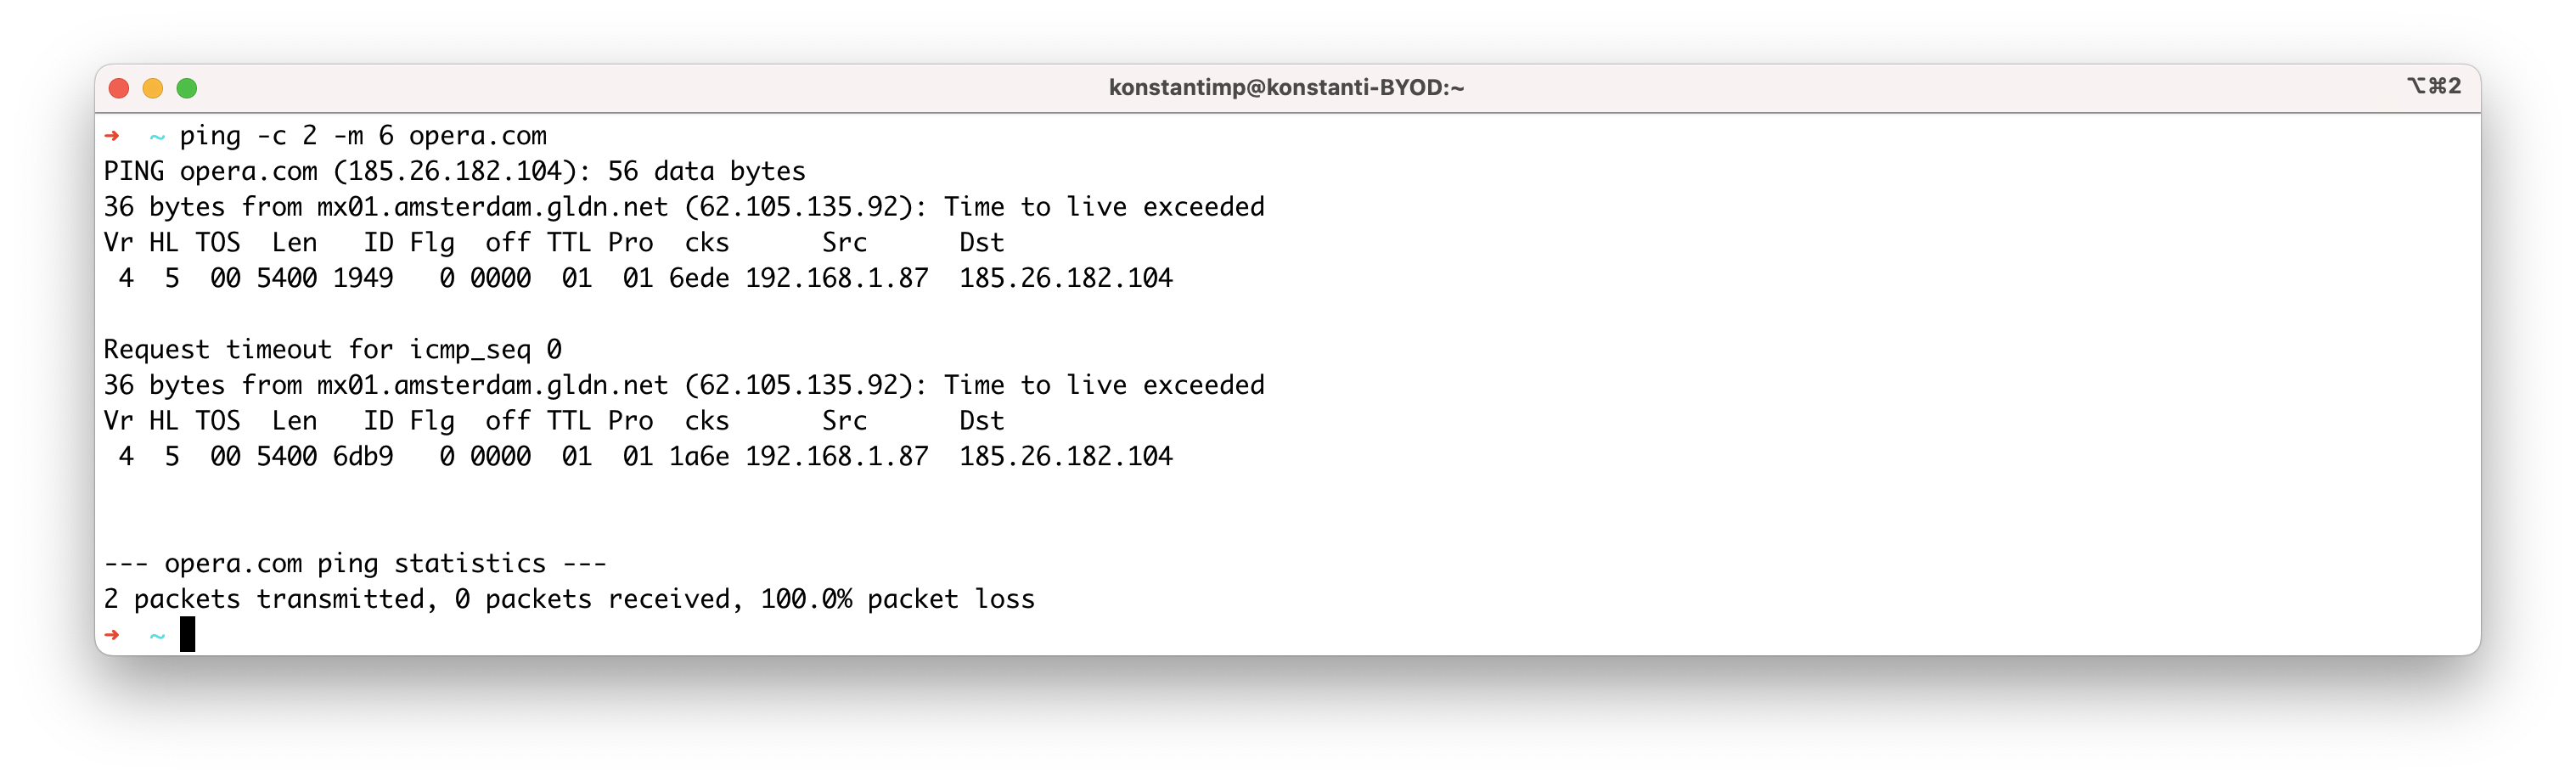 konstantimp@konstanti-BYOD:~
⌥⌘2
➜ ~ ping -c 2 -m 6 opera.com
PING opera.com (185.26.182.104): 56 data bytes
36 bytes from mx01.amsterdam.gldn.net (62.105.135.92): Time to live exceeded
Vr HL TOS  Len   ID Flg  off TTL Pro  cks      Src      Dst
 4  5  00 5400 1949   0 0000  01  01 6ede 192.168.1.87  185.26.182.104
Request timeout for icmp_seq 0
36 bytes from mx01.amsterdam.gldn.net (62.105.135.92): Time to live exceeded
Vr HL TOS  Len   ID Flg  off TTL Pro  cks      Src      Dst
 4  5  00 5400 6db9   0 0000  01  01 1a6e 192.168.1.87  185.26.182.104
--- opera.com ping statistics ---
2 packets transmitted, 0 packets received, 100.0% packet loss
➜ ~